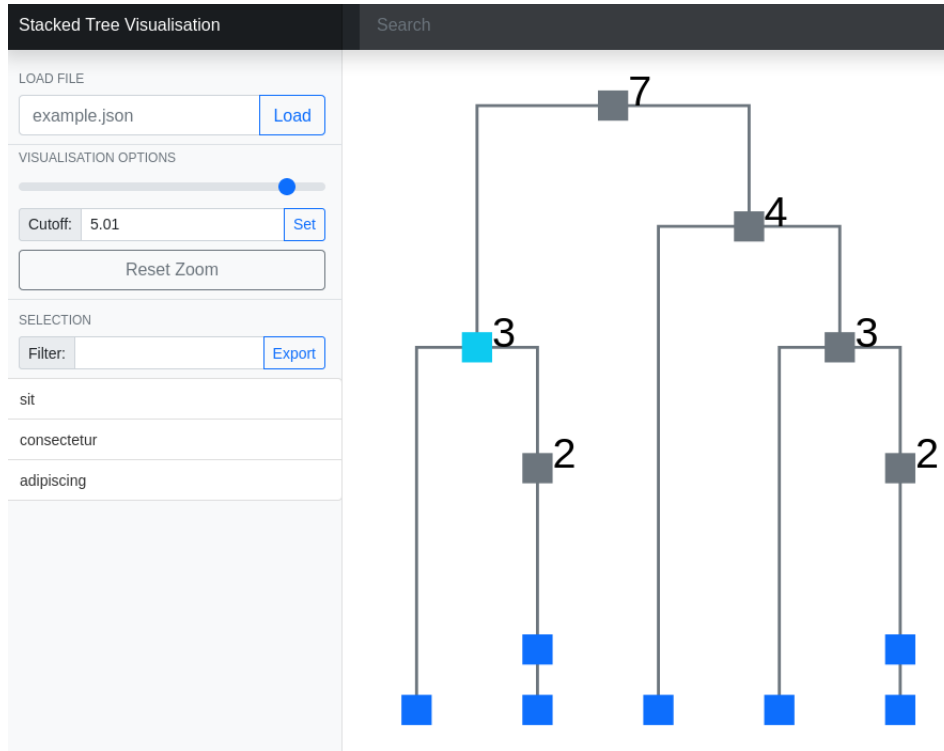 Stacked Tree Visualisation
Search
LOAD FILE
example.json
Load
VISUALISATION OPTIONS
Cutoff:
5.01
Set
Reset Zoom
SELECTION
Filter:
Export
sit
consectetur
adipiscing
7
4
3
3
2
2